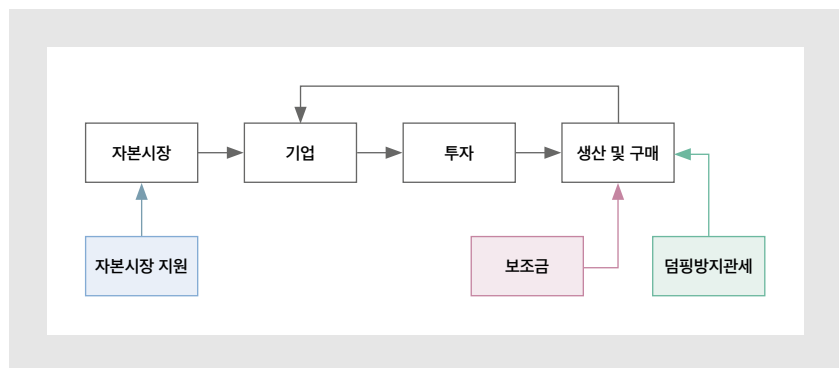 자본시장
기업
투자
생산 및 구매
자본시장 지원
보조금
덤핑방지관세